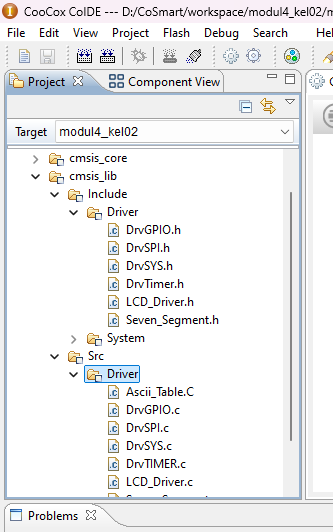 CooCox CoIDE --- D:/CoSmart/workspace/modul4_kel02/m
File Edit View Project Flash Debug Search Hel
Project Component View C
Target modul4_kel02
cmsis_core
cmsis_lib
Include
Driver
DrvGPIO.h
DrvSPI.h
DrvSYS.h
DrvTimer.h
LCD_Driver.h
Seven_Segment.h
System
Src
Driver
Ascii_Table.C
DrvGPIO.c
DrvSPI.c
DrvSYS.c
DrvTIMER.c
LCD_Driver.c
Problems